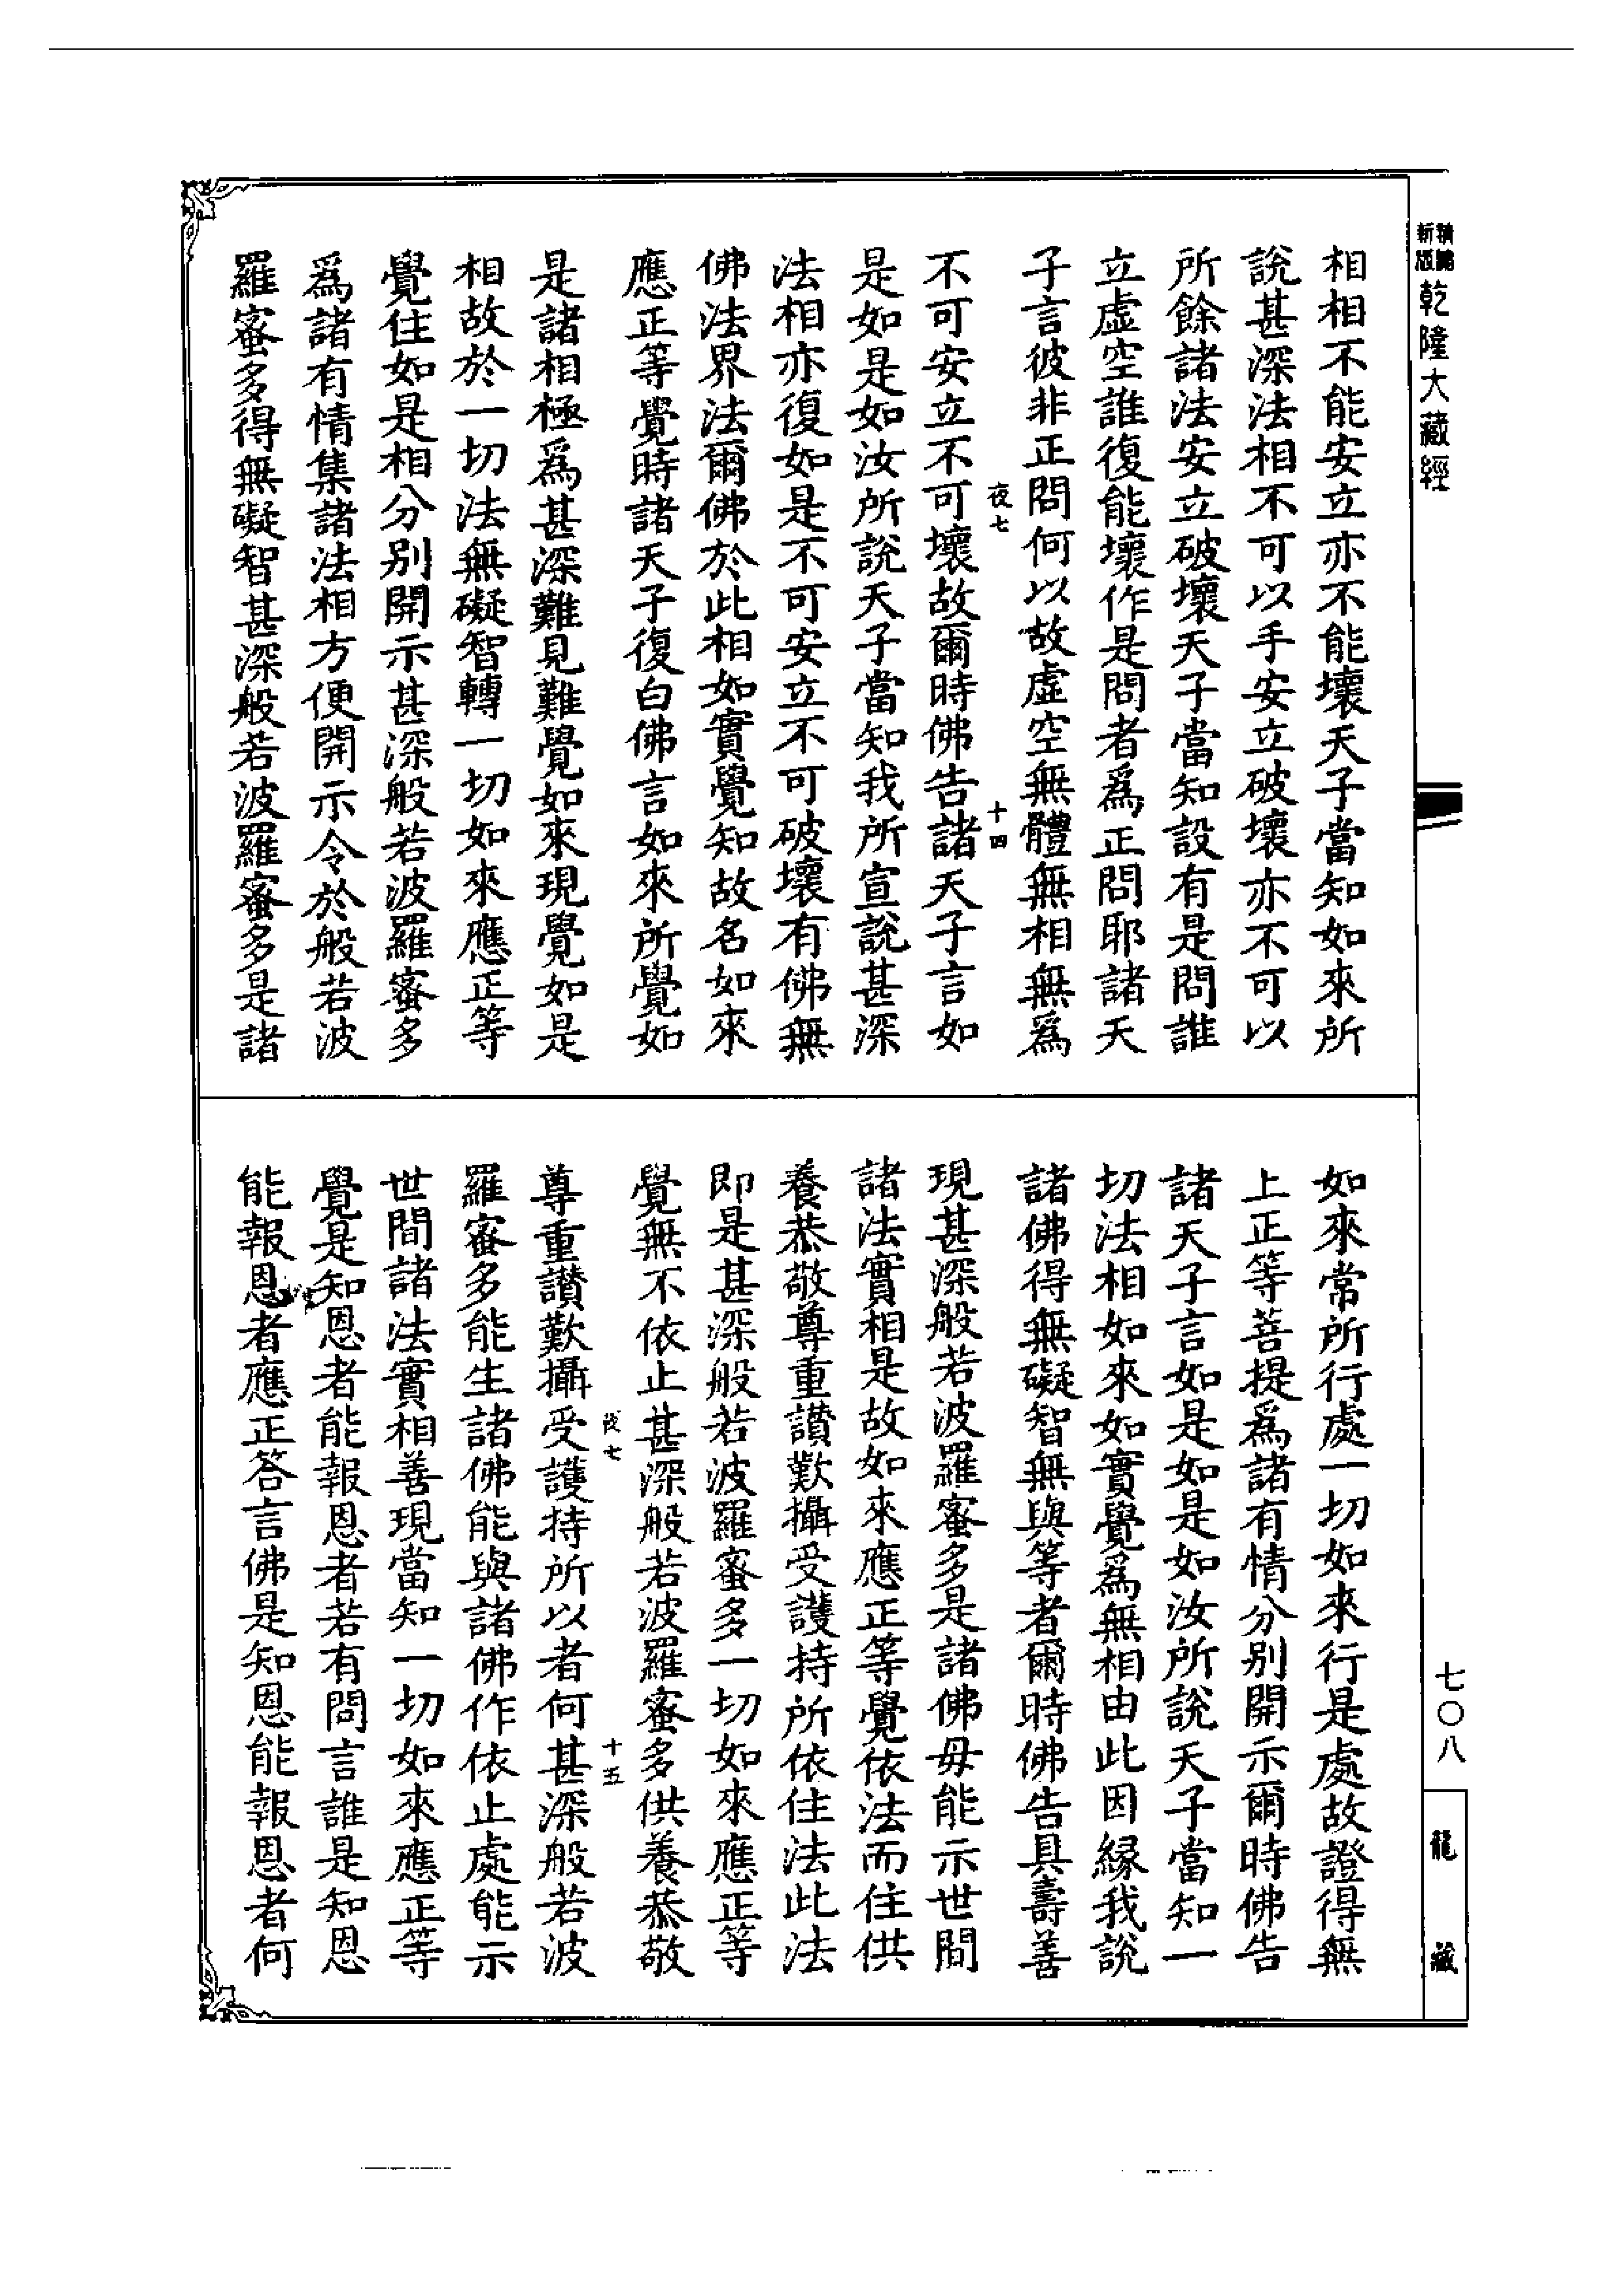 新 精
乾隆大藏經
相相不能安立亦不能壞天子當知如來所
說甚深法相不可以手安立破壞亦不可以
所餘諸法安立破壞天子當知設有是問誰
立虛空誰復能壞作是問者爲正問耶諸天
子言彼非正問何以故虛空無體無相無爲
夜七
十四
不可安立不可壞故爾時佛告諸天子言如
是如是如汝所說天子當知我所宣說甚深
法相亦復如是不可安立不可破壞有佛無
佛法界法爾佛於此相如實覺知故名如來
應正等覺時諸天子復白佛言如來所覺如
是諸相極爲甚深難見難覺如來現覺如是
相故於一切法無礙智轉一切如來應正等
覺住如是相分別開示甚深般若波羅蜜多
爲諸有情集諸法相方便開示令於般若波
羅蜜多得無礙智甚深般若波羅蜜多是諸
如來常所行處一切如來行是處故證得無
上正等菩提爲諸有情分別開示爾時佛告
諸天子言如是如是如汝所說天子當知一
切法相如來如實覺爲無相由此因緣我說
諸佛得無礙智無與等者爾時佛告具壽善
現甚深般若波羅蜜多是諸佛母能示世間
諸法實相是故如來應正等覺依法而住供
養恭敬尊重讚歎攝受護持所依住法此法
即是甚深般若波羅蜜多一切如來應正等
覺無不依止甚深般若波羅蜜多供養恭敬
夜七
十五
尊重讚歎攝受護持所以者何甚深般若波
羅蜜多能生諸佛能與諸佛作依止處能示
世間諸法實相善現當知一切如來應正等
覺是知恩者能報恩者若有問言誰是知恩
能報恩者應正答言佛是知恩能報恩者何
七〇八
龍藏